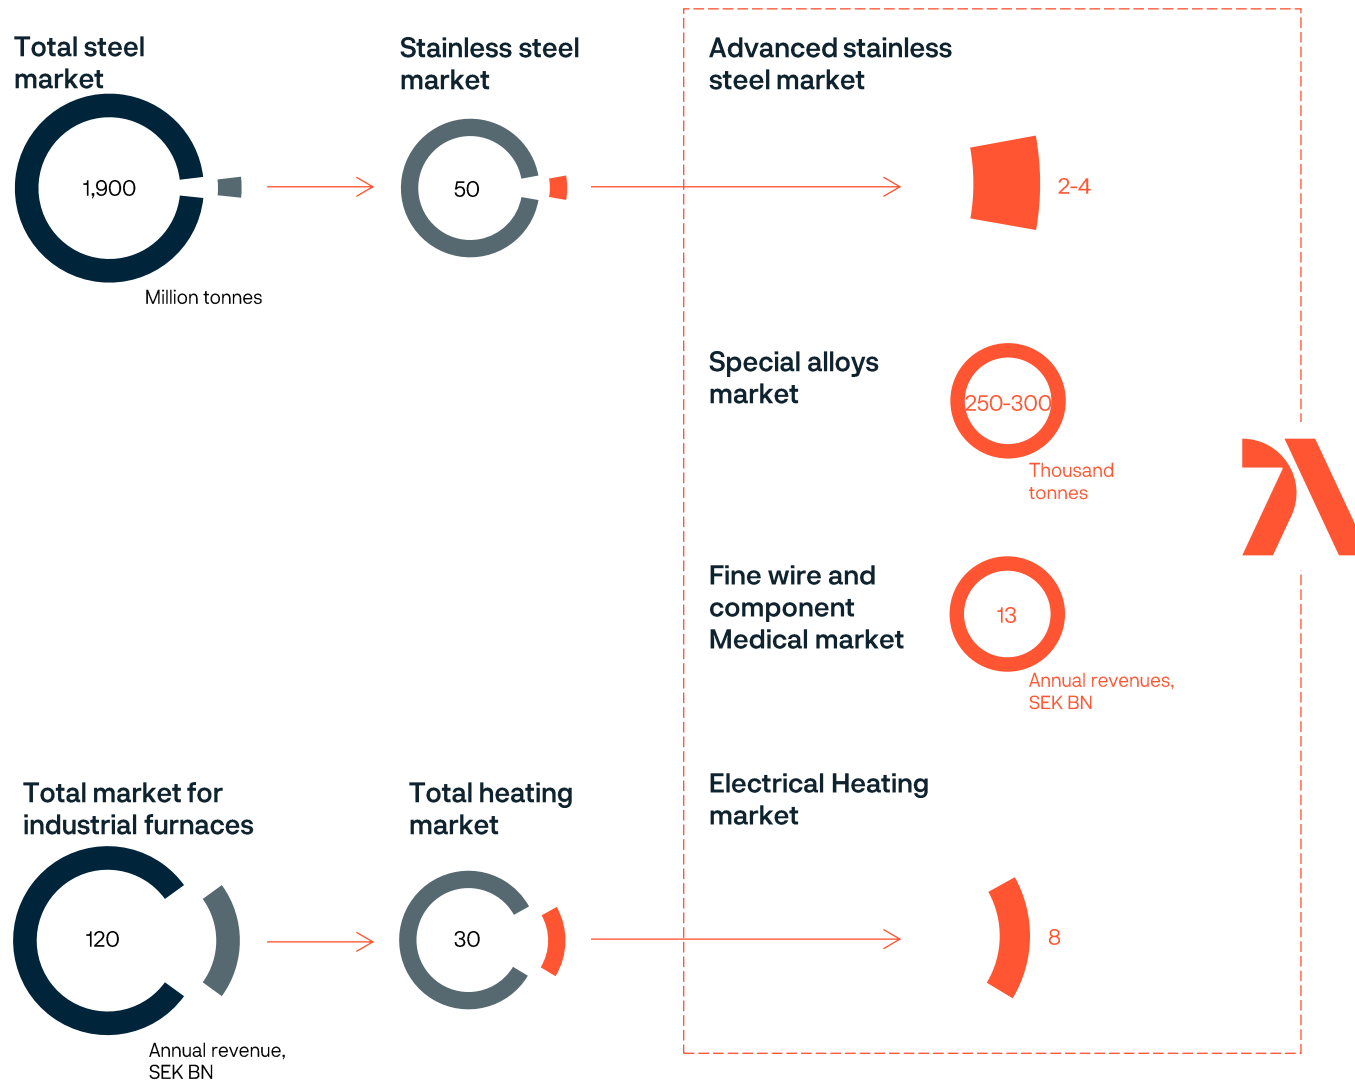 Total steel
market
1,900
Million tonnes
Stainless steel
market
50
Advanced stainless
steel market
2-4
Special alloys
market
250-300
Thousand
tonnes
Fine wire and
component
Medical market
13
Annual revenues,
SEK BN
Total market for
industrial furnaces
120
Annual revenue,
SEK BN
Total heating
market
30
Electrical Heating
market
8